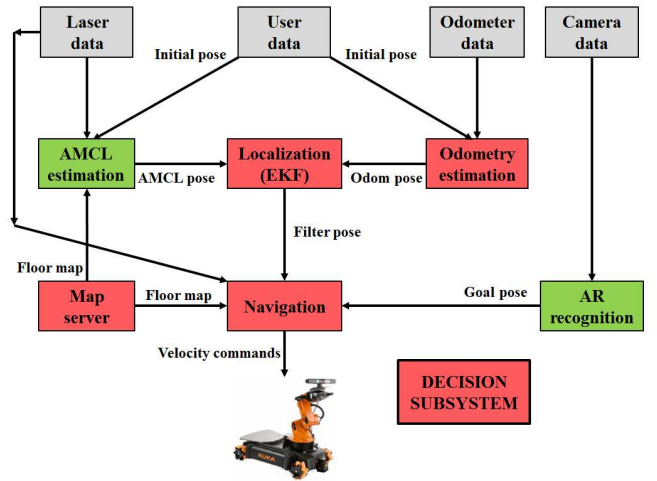 Laser
data
User
data
Odometer
data
Camera
data
Initial pose
Initial pose
AMCL
estimation
AMCL pose
Localization
(EKF)
Odom pose
Odometry
estimation
Filter pose
Floor map
Map
server
Floor map
Navigation
Goal pose
AR
recognition
Velocity commands
DECISION
SUBSYSTEM
KUKA